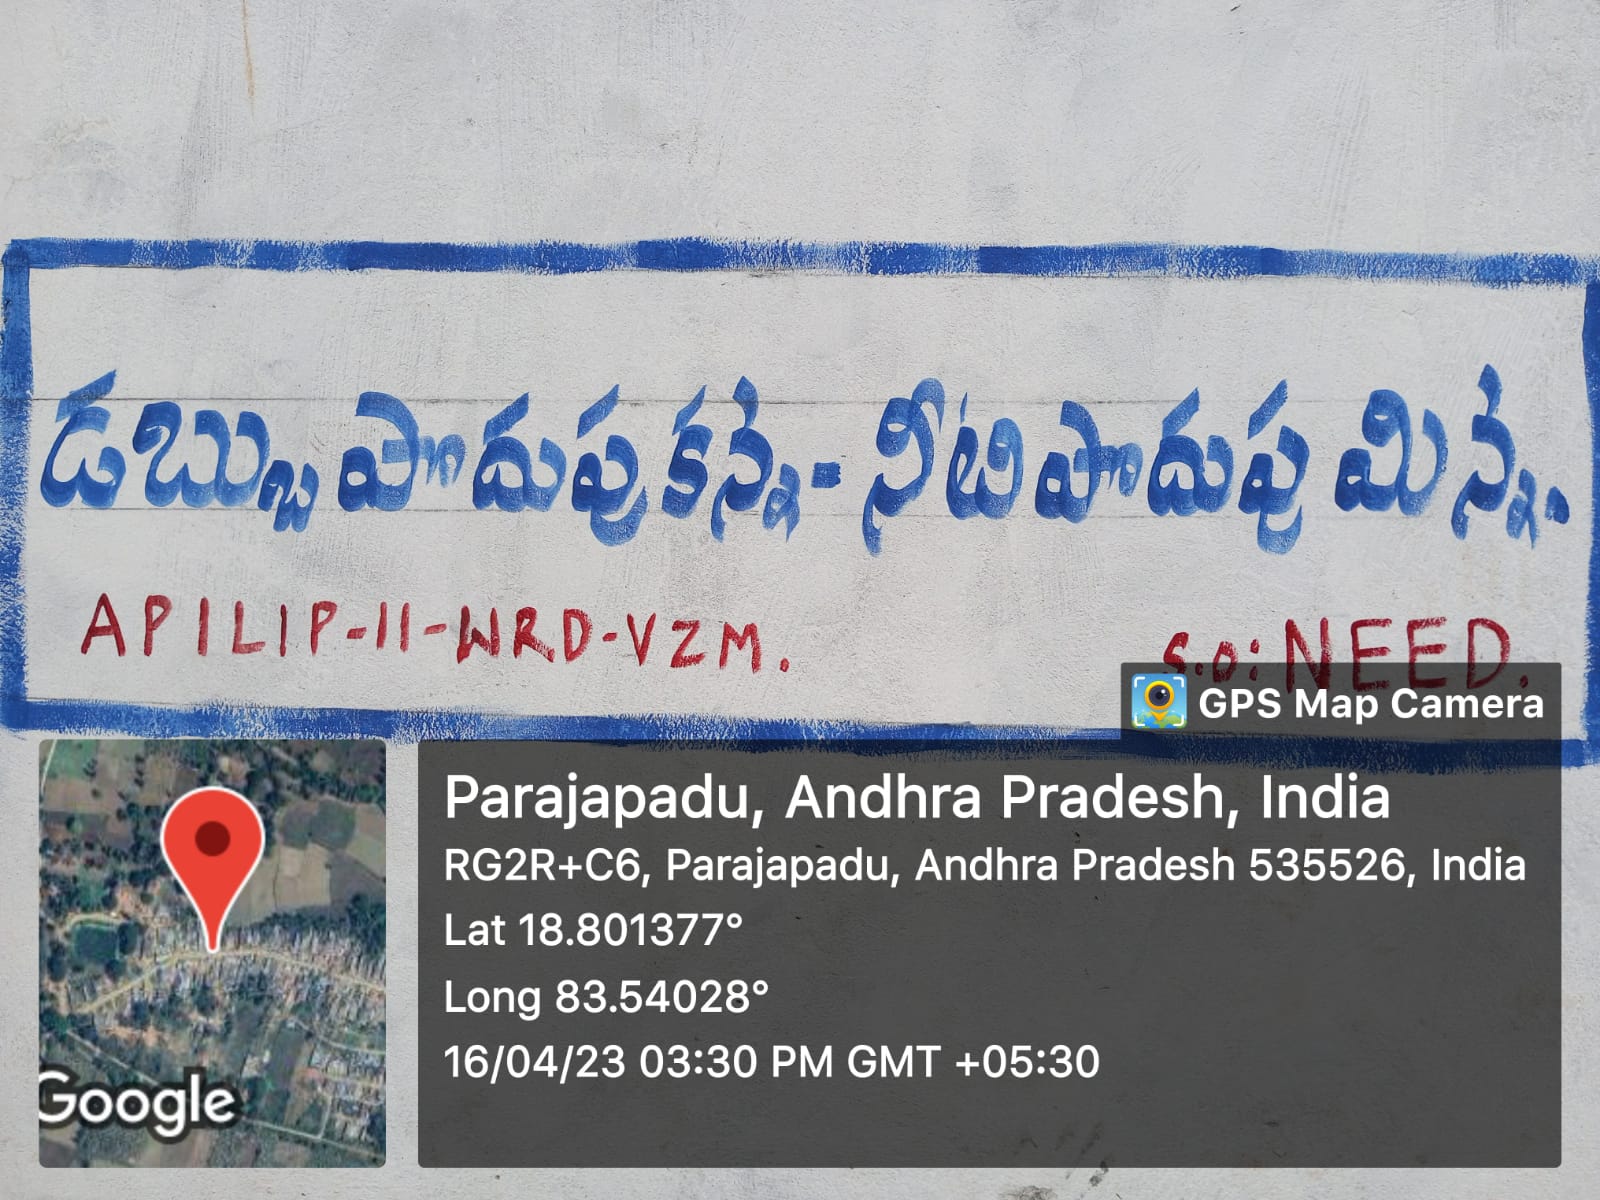 డబ్బు పొదుపు కన్నే - నీటి పొదుపు మిన్నే.
APILIP-II-WRD-VZM.
S.O: NEED.
GPS Map Camera
Parajapadu, Andhra Pradesh, India
RG2R+C6, Parajapadu, Andhra Pradesh 535526, India
Lat 18.801377°
Long 83.54028°
16/04/23 03:30 PM GMT +05:30
Google